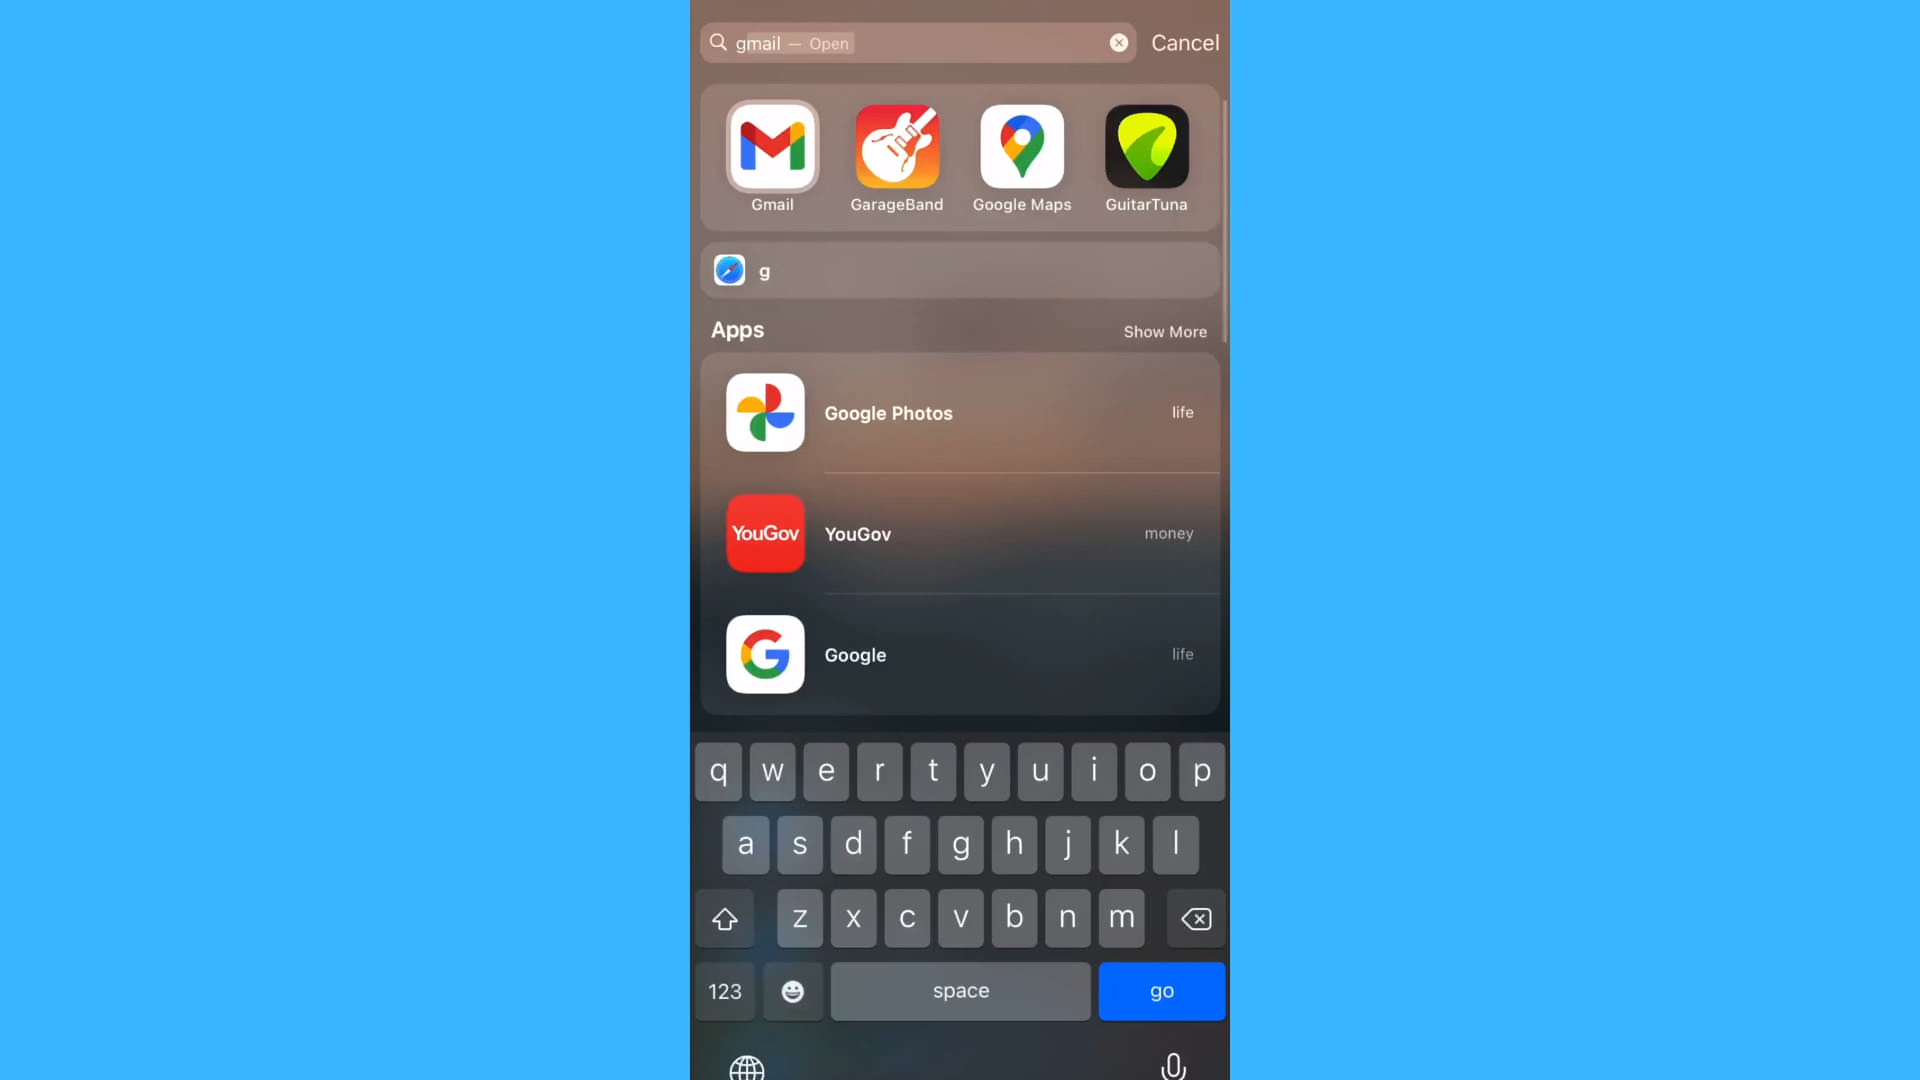 gmail — Open
Cancel
Gmail
GarageBand
Google Maps
GuitarTuna
g
Apps
Show More
Google Photos
life
YouGov
YouGov
money
Google
life
q w e r t y u i o p
a s d f g h j k l
z x c v b n m
123
space
go